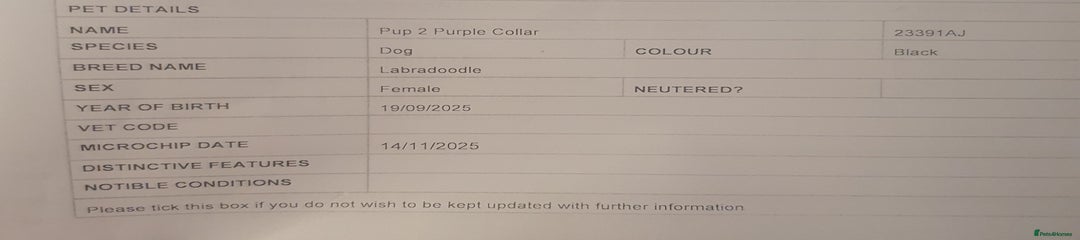 PET DETAILS
NAME Pup 2 Purple Collar 23391AJ
SPECIES Dog COLOUR Black
BREED NAME Labradoodle
SEX Female NEUTERED?
YEAR OF BIRTH 19/09/2025
VET CODE
MICROCHIP DATE 14/11/2025
DISTINCTIVE FEATURES
NOTIBLE CONDITIONS
Please tick this box if you do not wish to be kept updated with further information
Pets4Homes